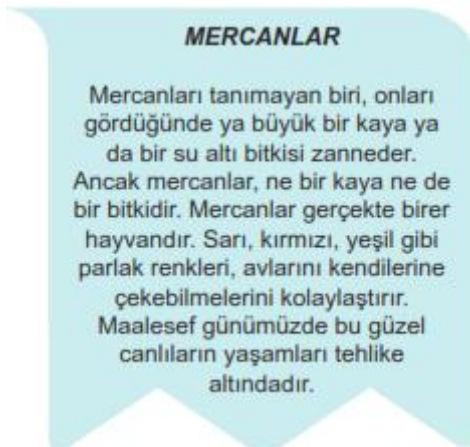 MERCANLAR
Mercanları tanımayan biri, onları
gördüğünde ya büyük bir kaya ya
da bir su altı bitkisi zanneder.
Ancak mercanlar, ne bir kaya ne de
bir bitkidir. Mercanlar gerçekte birer
hayvandır. Sarı, kırmızı, yeşil gibi
parlak renkleri, avlarını kendilerine
çekebilmelerini kolaylaştırır.
Maalesef günümüzde bu güzel
canlıların yaşamları tehlike
altındadır.